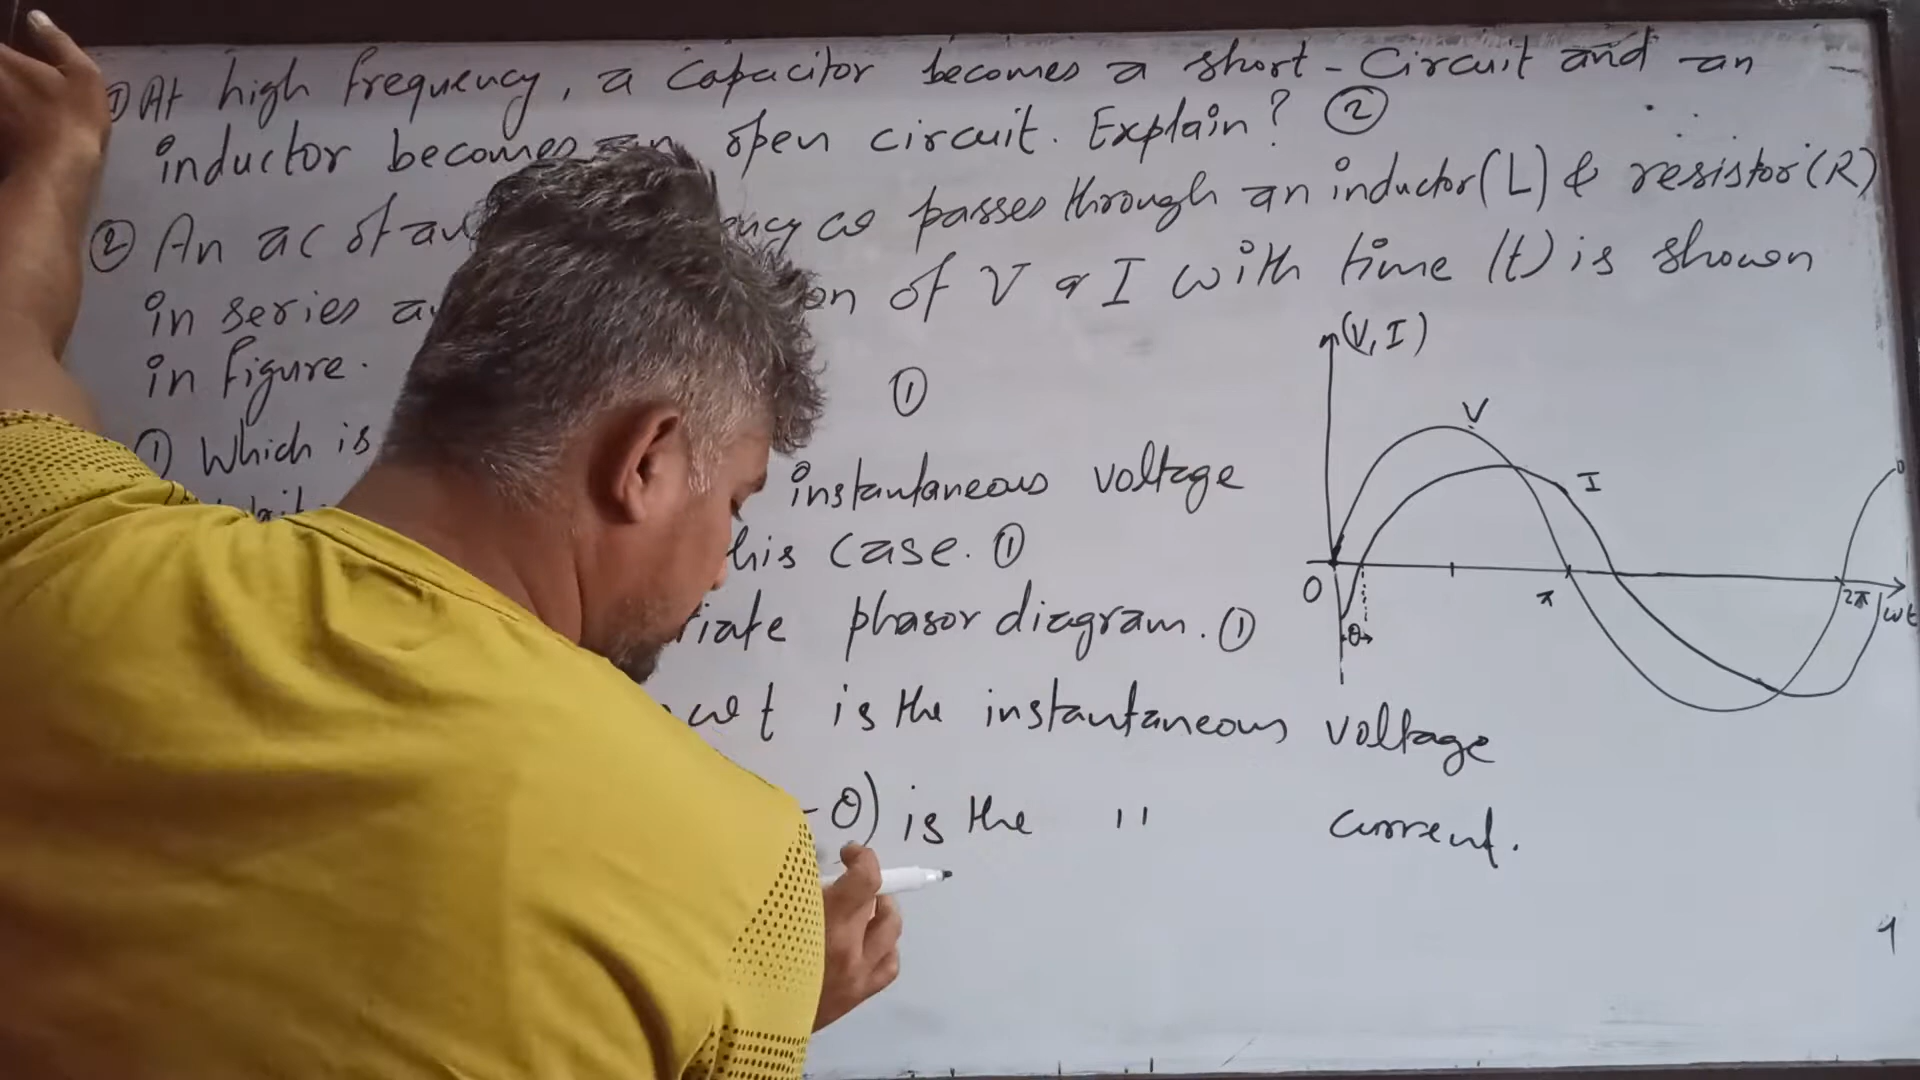 ① At high frequency, a capacitor becomes a short-circuit and an
inductor becomes an open circuit. Explain? ②
② An ac of ω passes through an inductor (L) & resistor (R)
in series of V & I with time (t) is shown
in figure.
①
① Which is
instantaneous voltage
this case. ①
phasor diagram. ①
ωt is the instantaneous voltage
- θ) is the " current.
(V, I)
V
I
O
π
2π
ωt
θ